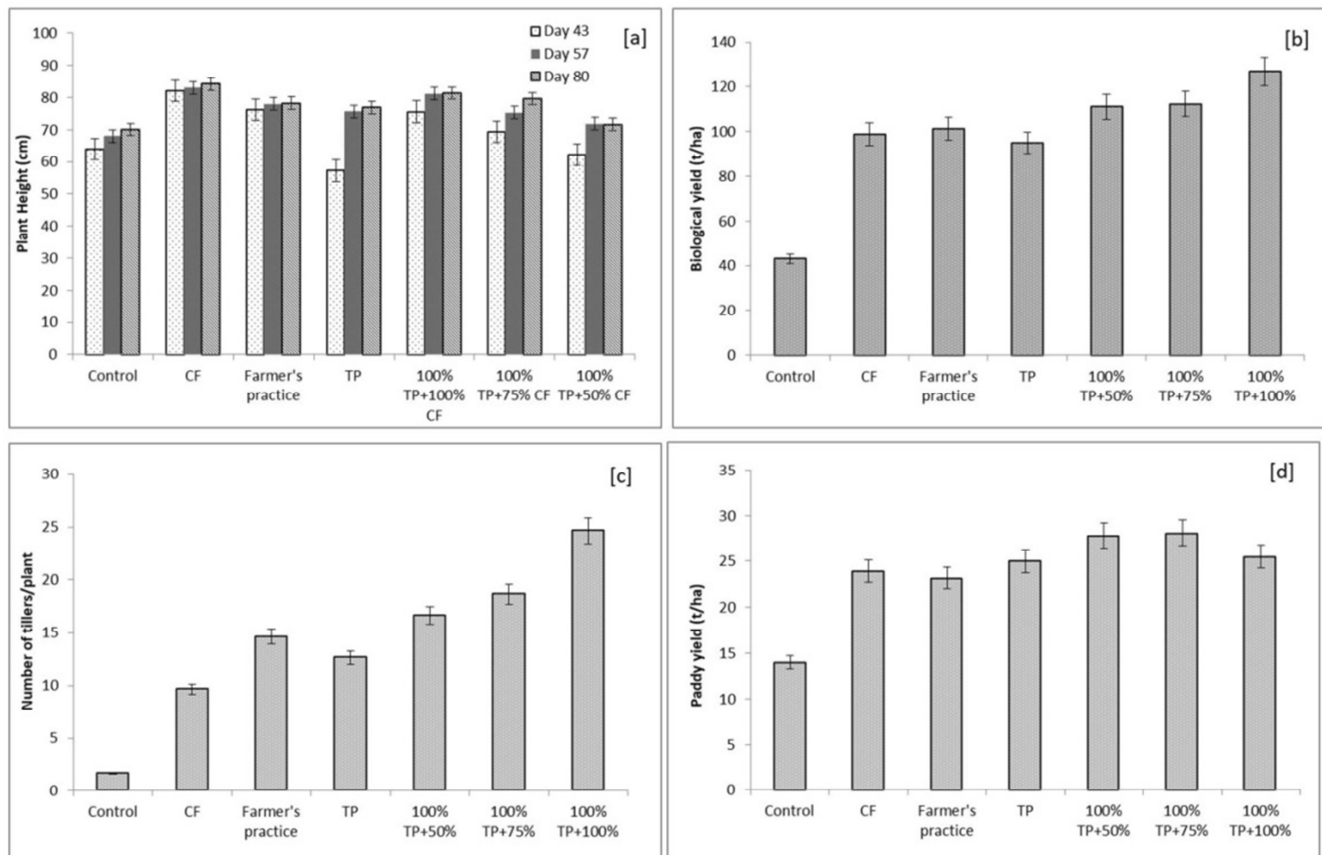 [a]
Day 43
Day 57
Day 80
Plant Height (cm)
100
90
80
70
60
50
40
30
20
10
0
Control
CF
Farmer's
practice
TP
100%
TP+100%
CF
100%
TP+75% CF
100%
TP+50% CF
[b]
Biological yield (t/ha)
140
120
100
80
60
40
20
0
Control
CF
Farmer's
practice
TP
100%
TP+50%
100%
TP+75%
100%
TP+100%
[c]
Number of tillers/plant
30
25
20
15
10
5
0
Control
CF
Farmer's
practice
TP
100%
TP+50%
100%
TP+75%
100%
TP+100%
[d]
Paddy yield (t/ha)
35
30
25
20
15
10
5
0
Control
CF
Farmer's
practice
TP
100%
TP+50%
100%
TP+75%
100%
TP+100%